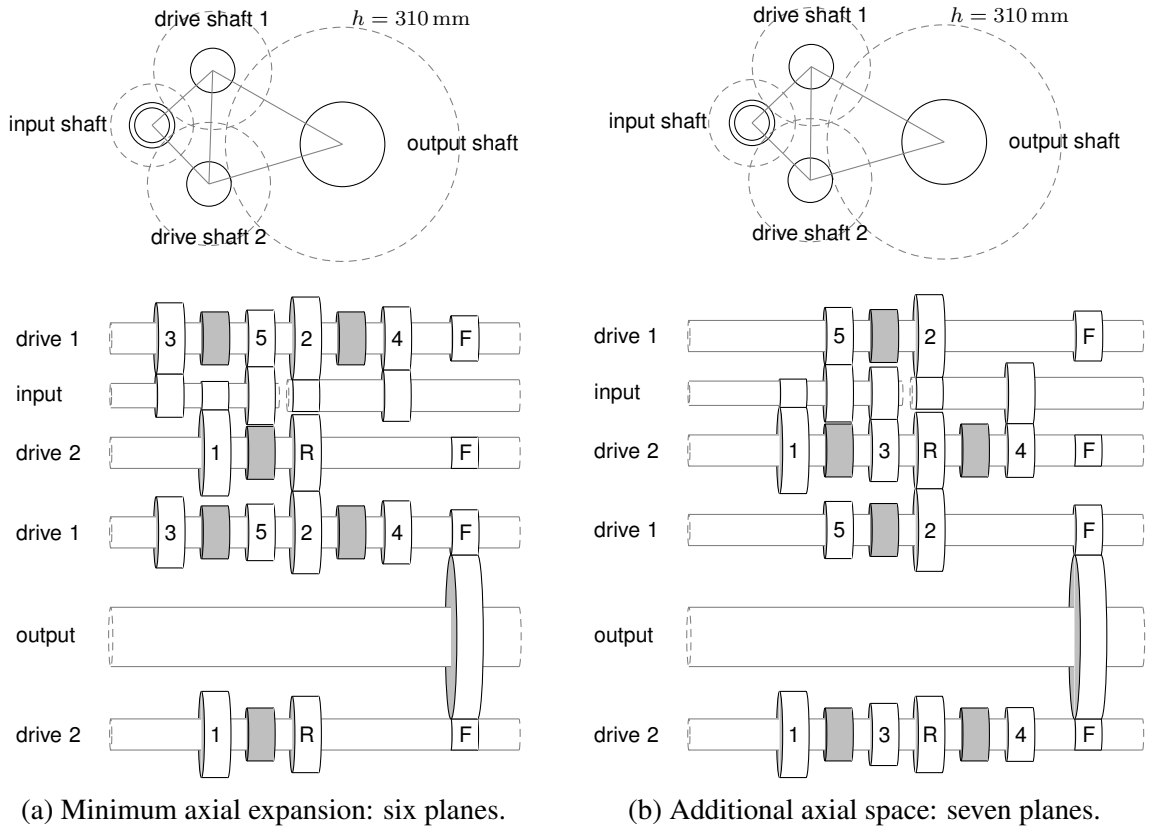 drive shaft 1
h = 310 mm
input shaft
output shaft
drive shaft 2
drive 1
3
5
2
4
F
input
drive 2
1
R
F
drive 1
3
5
2
4
F
output
drive 2
1
R
F
(a) Minimum axial expansion: six planes.
drive shaft 1
h = 310 mm
input shaft
output shaft
drive shaft 2
drive 1
5
2
F
input
drive 2
1
3
R
4
F
drive 1
5
2
F
output
drive 2
1
3
R
4
F
(b) Additional axial space: seven planes.